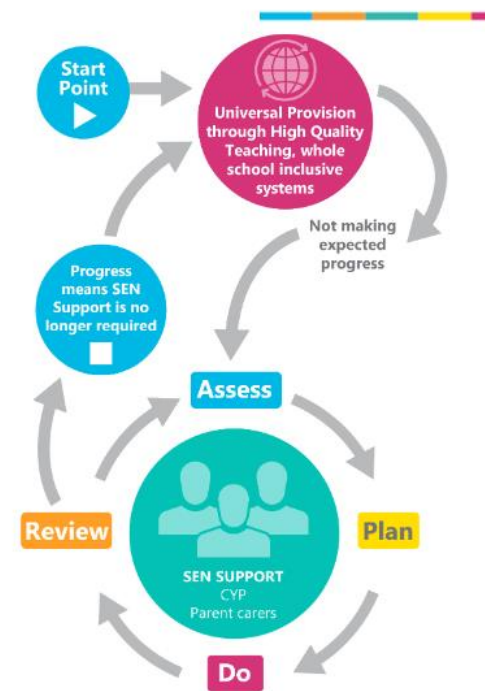 Start
Point
Universal Provision
through High Quality
Teaching, whole
school inclusive
systems
Not making
expected
progress
Progress
means SEN
Support is no
longer required
Assess
Plan
Do
Review
SEN SUPPORT
CYP
Parent carers